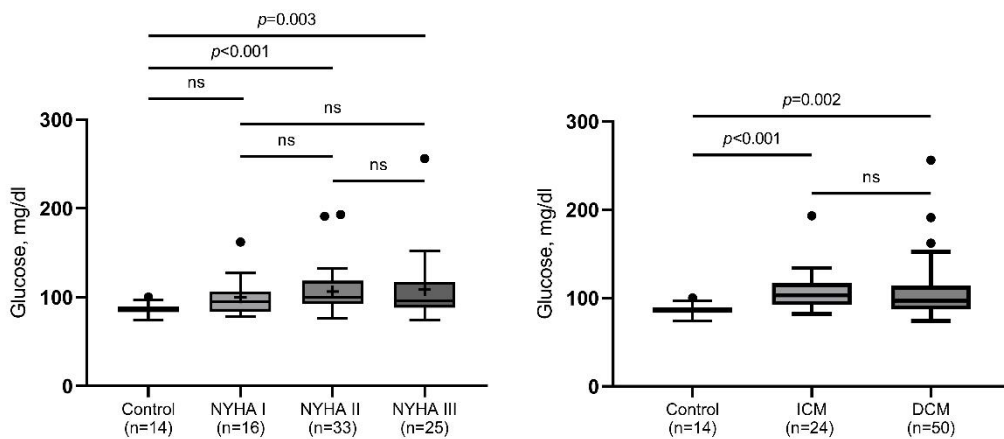 p=0.003
p<0.001
ns
ns
ns
ns
Glucose, mg/dl
300
200
100
0
Control
(n=14)
NYHA I
(n=16)
NYHA II
(n=33)
NYHA III
(n=25)
p=0.002
p<0.001
ns
Glucose, mg/dl
300
200
100
0
Control
(n=14)
ICM
(n=24)
DCM
(n=50)